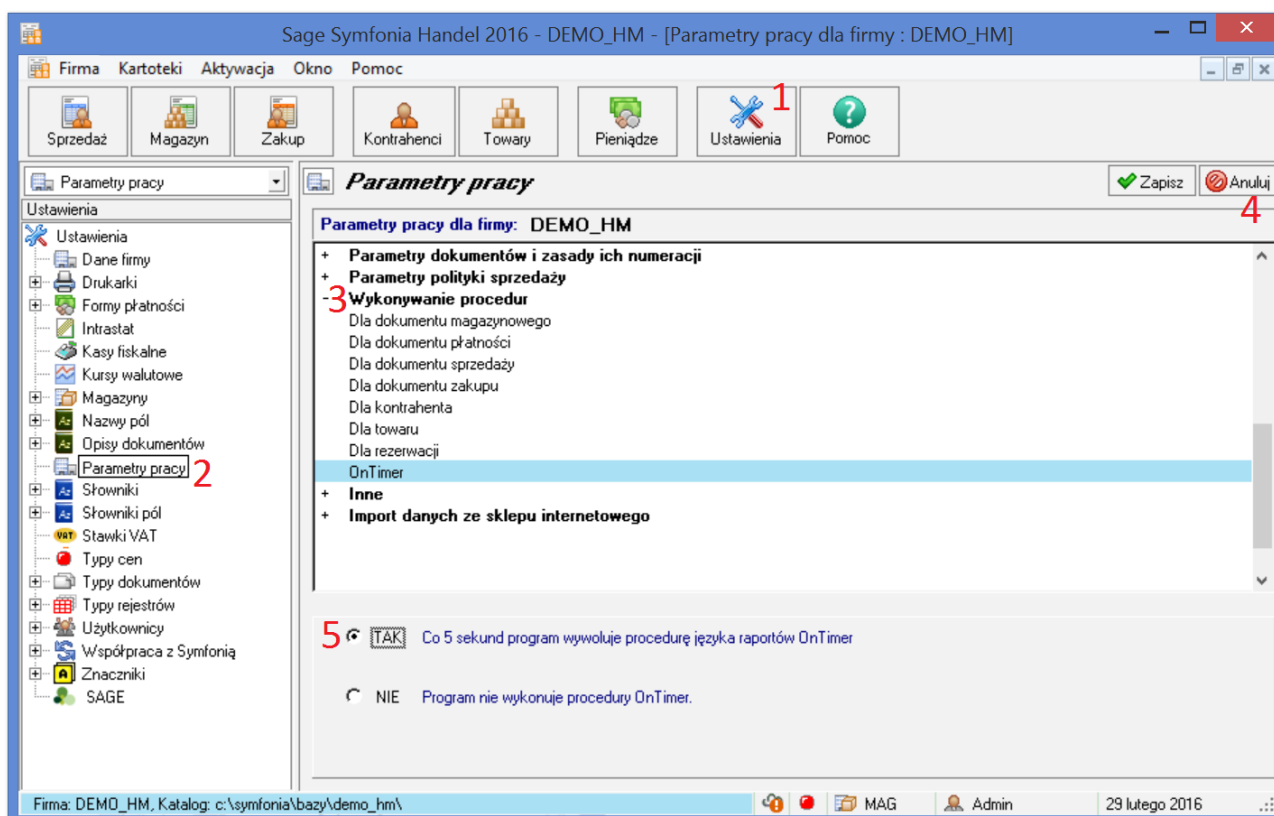 Sage Symfonia Handel 2016 - DEMO_HM - [Parametry pracy dla firmy : DEMO_HM]
Firma Kartoteki Aktywacja Okno Pomoc
1
Sprzedaż Magazyn Zakup Kontrahenci Towary Pieniądze Ustawienia Pomoc
Parametry pracy
Ustawienia
Ustawienia
Dane firmy
Drukarki
Formy płatności
Intrastat
Kasy fiskalne
Kursy walutowe
Magazyny
Az Nazwy pól
Az Opisy dokumentów
Parametry pracy 2
Az Słowniki
Az Słowniki pól
VAT Stawki VAT
Typy cen
Typy dokumentów
Typy rejestrów
Użytkownicy
Współpraca z Symfonią
A Znaczniki
SAGE
Parametry pracy
Zapisz Anuluj
4
Parametry pracy dla firmy: DEMO_HM
+ Parametry dokumentów i zasady ich numeracji
+ Parametry polityki sprzedaży
- 3 Wykonywanie procedur
Dla dokumentu magazynowego
Dla dokumentu płatności
Dla dokumentu sprzedaży
Dla dokumentu zakupu
Dla kontrahenta
Dla towaru
Dla rezerwacji
OnTimer
+ Inne
+ Import danych ze sklepu internetowego
5 TAK Co 5 sekund program wywoluje procedurę języka raportów OnTimer
NIE Program nie wykonuje procedury OnTimer.
Firma: DEMO_HM, Katalog: c:\symfonia\bazy\demo_hm\ MAG Admin 29 lutego 2016